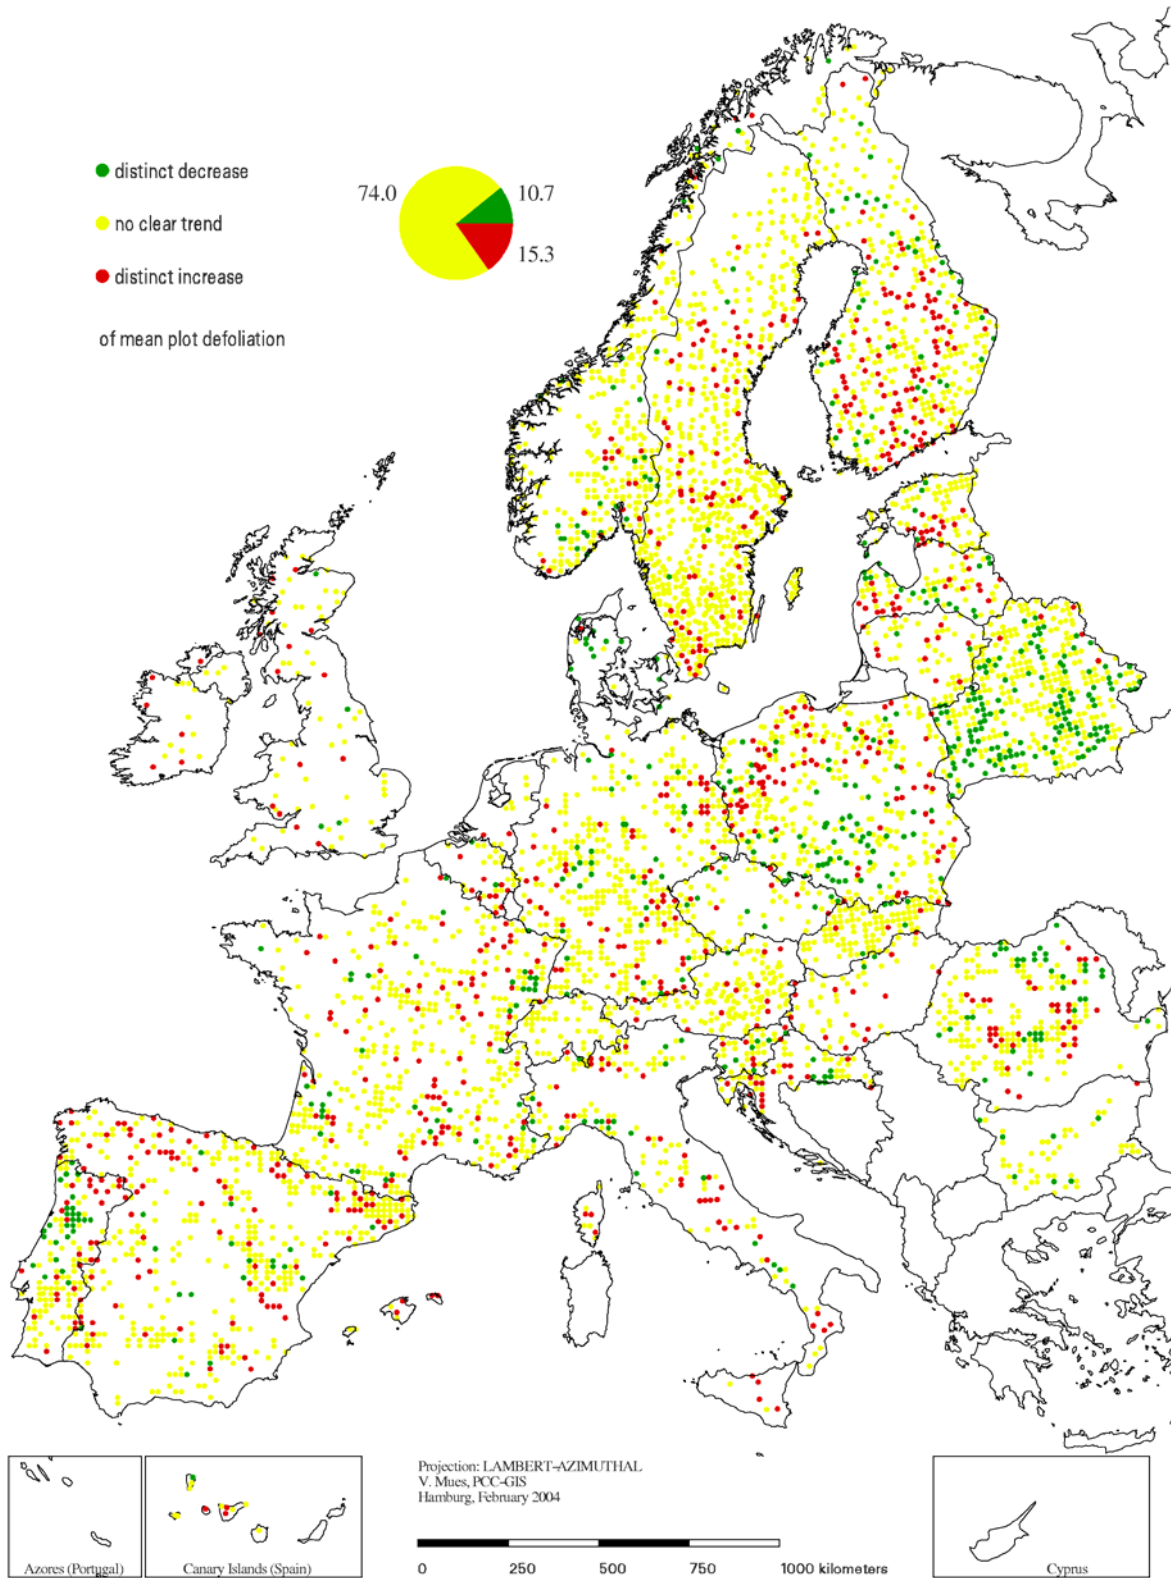 distinct decrease
74.0
10.7
no clear trend
15.3
distinct increase
of mean plot defoliation
Projection: LAMBERT-AZIMUTHAL
V. Mues, PCC-GIS
Hamburg, February 2004
0 250 500 750 1000 kilometers
Azores (Portugal)
Canary Islands (Spain)
Cyprus